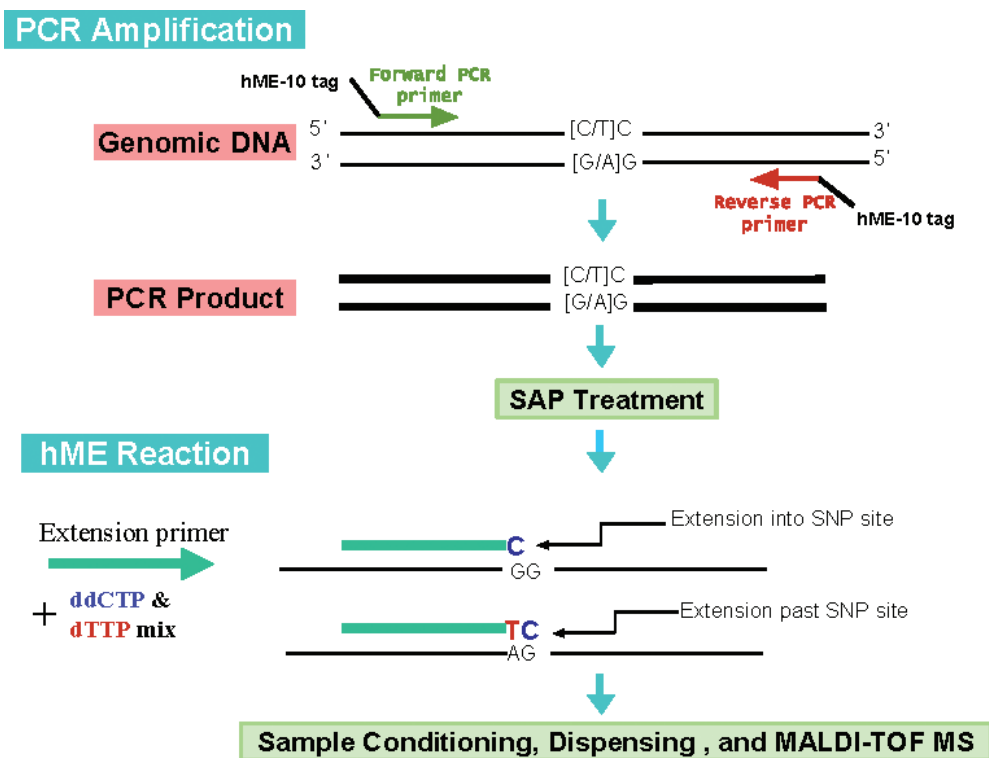 PCR Amplification
hME-10 tag
Forward PCR
primer
Genomic DNA
5' [C/T]C 3'
3' [G/A]G 5'
Reverse PCR
primer
hME-10 tag
PCR Product
[C/T]C
[G/A]G
SAP Treatment
hME Reaction
Extension primer
+ ddCTP &
dTTP mix
C
Extension into SNP site
GG
TC
Extension past SNP site
AG
Sample Conditioning, Dispensing , and MALDI-TOF MS